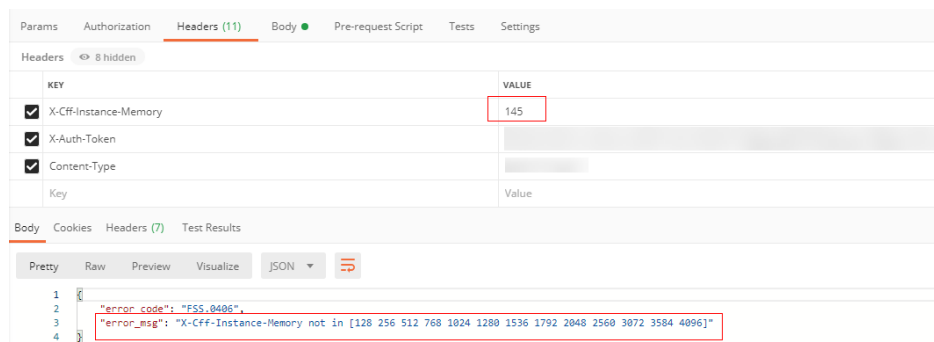 Params Authorization Headers (11) Body Pre-request Script Tests Settings
Headers 8 hidden
KEY VALUE
X-Cff-Instance-Memory 145
X-Auth-Token
Content-Type
Key Value
Body Cookies Headers (7) Test Results
Pretty Raw Preview Visualize JSON
1 {
2 "error_code": "FSS.0406",
3 "error_msg": "X-Cff-Instance-Memory not in [128 256 512 768 1024 1280 1536 1792 2048 2560 3072 3584 4096]"
4 }